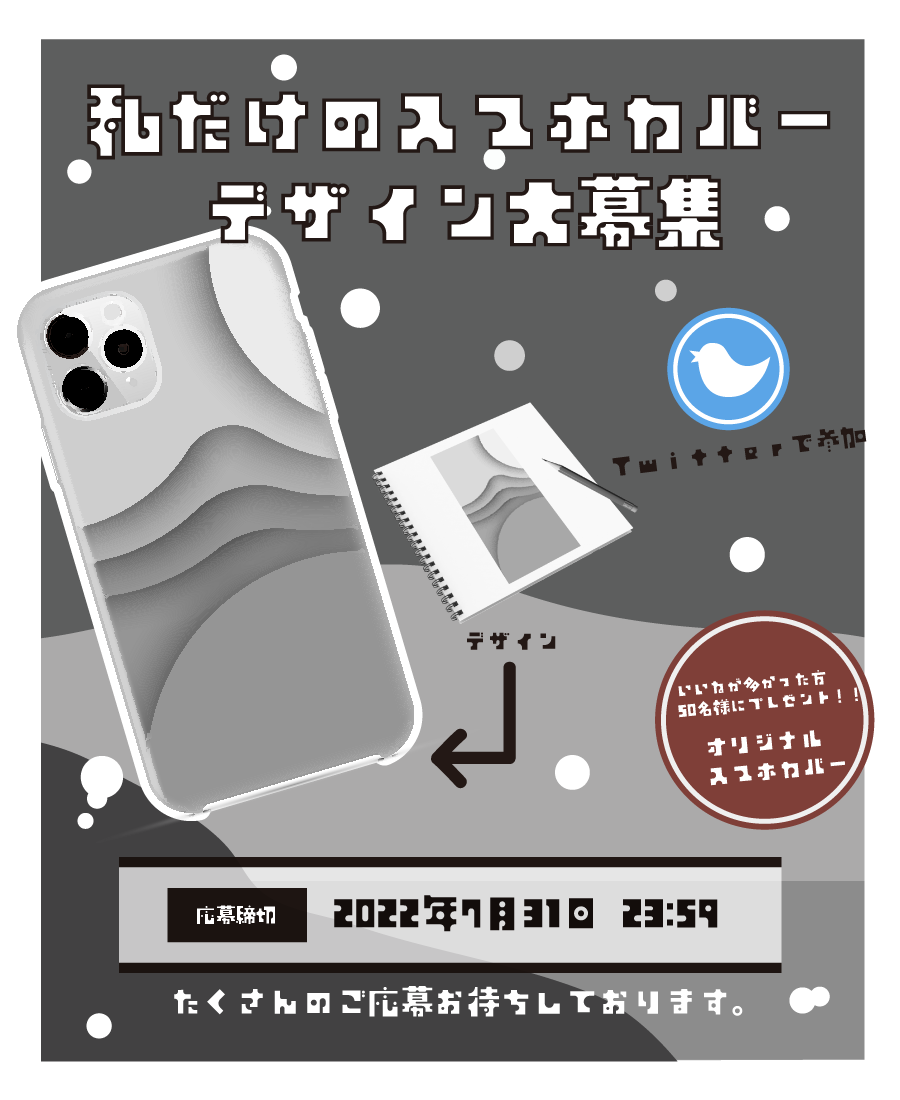 私だけのスマホカバー
デザイン大募集
Twitterで参加
デザイン
いいねが多かった方
50名様にプレゼント！！
オリジナル
スマホカバー
応募締切
2022年7月31日 23:59
たくさんのご応募お待ちしております。